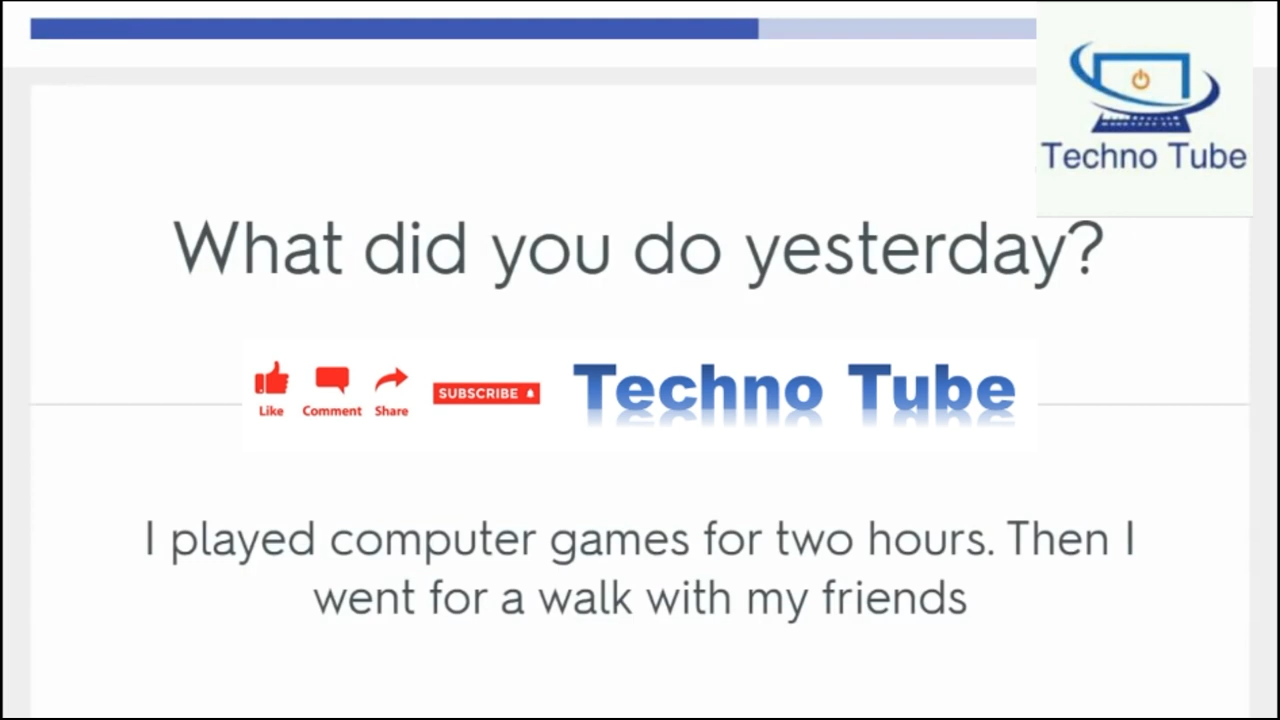 Techno Tube
What did you do yesterday?
Like Comment Share SUBSCRIBE Techno Tube
I played computer games for two hours. Then I
went for a walk with my friends